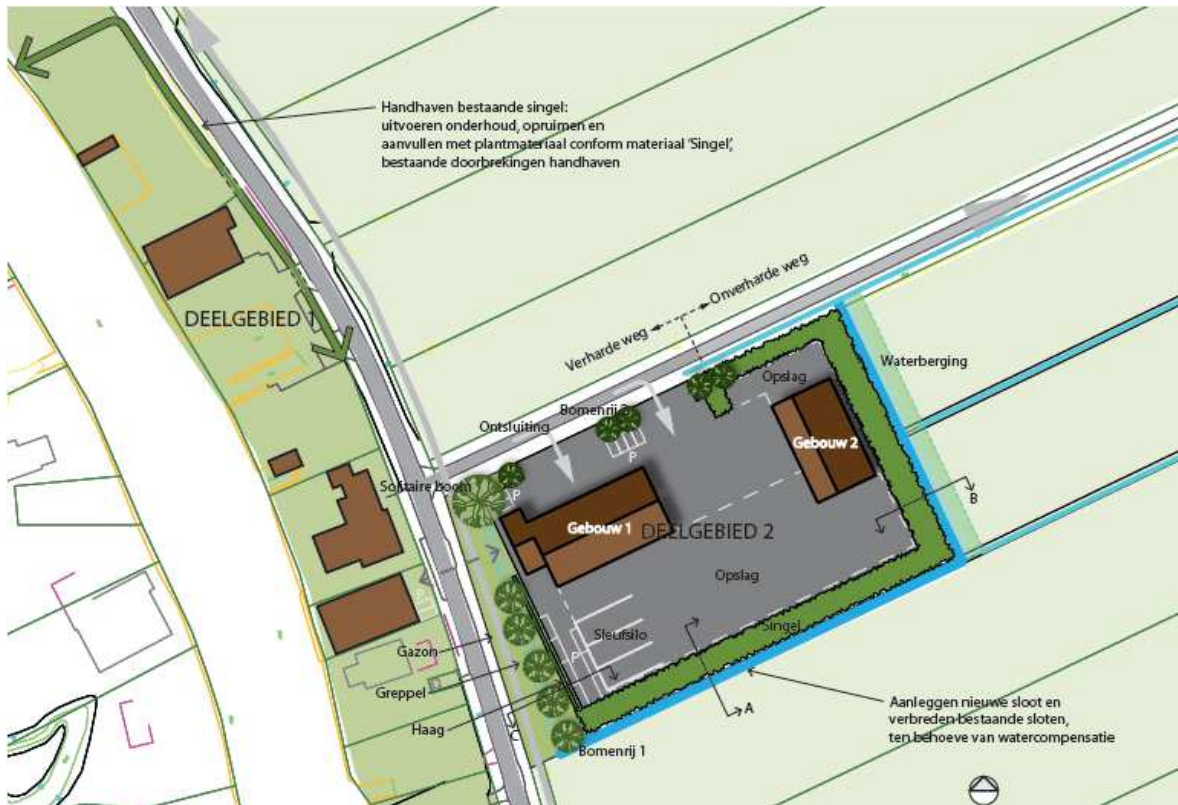 Handhaven bestaande singel:
uitvoeren onderhoud, opruimen en
aanvullen met plantmateriaal conform materiaal 'Singel',
bestaande doorbrekingen handhaven
DEELGEBIED 1
Onverharde weg
Verharde weg
Waterberging
Opslag
Bomenrij 2
Ontsluiting
P
Gebouw 2
Solitaire boom
P
B
Gebouw 1
DEELGEBIED 2
Opslag
Singel
Sleufsilo
Gazon
P
Greppel
A
Haag
C
Bomenrij 1
Aanleggen nieuwe sloot en
verbreden bestaande sloten,
ten behoeve van watercompensatie